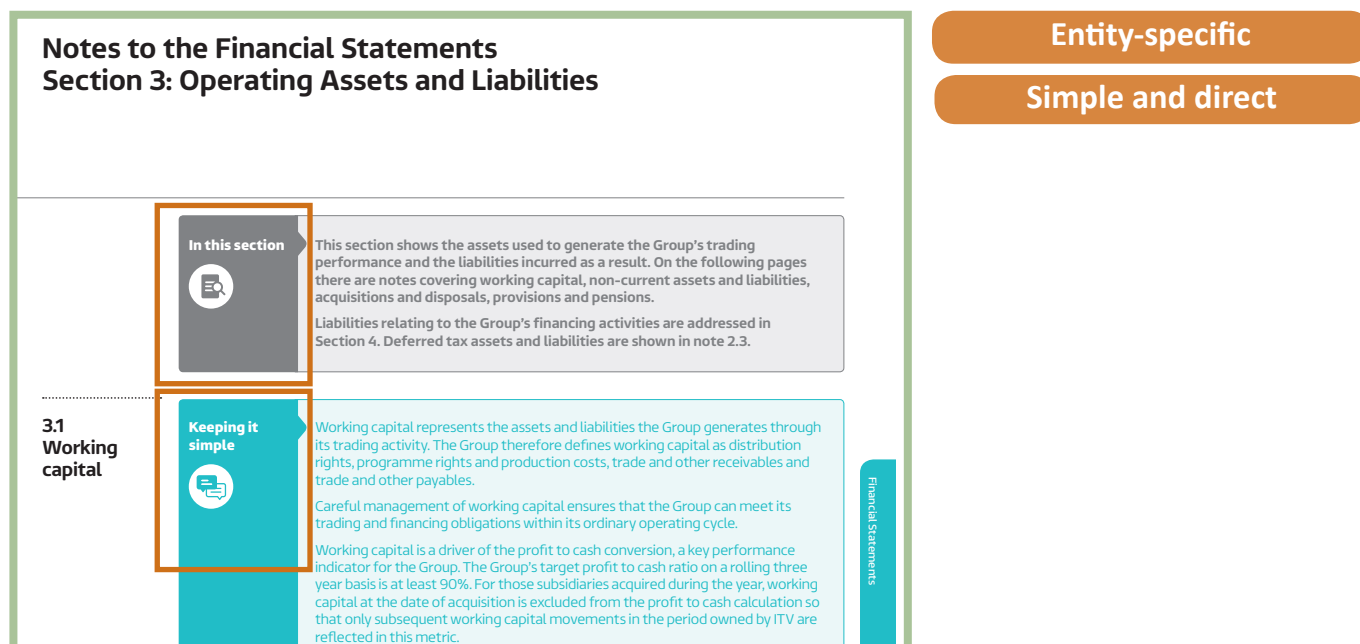 Notes to the Financial Statements
Section 3: Operating Assets and Liabilities
Entity-specific
Simple and direct
In this section
This section shows the assets used to generate the Group’s trading
performance and the liabilities incurred as a result. On the following pages
there are notes covering working capital, non-current assets and liabilities,
acquisitions and disposals, provisions and pensions.
Liabilities relating to the Group’s financing activities are addressed in
Section 4. Deferred tax assets and liabilities are shown in note 2.3.
3.1
Working
capital
Keeping it
simple
Working capital represents the assets and liabilities the Group generates through
its trading activity. The Group therefore defines working capital as distribution
rights, programme rights and production costs, trade and other receivables and
trade and other payables.
Careful management of working capital ensures that the Group can meet its
trading and financing obligations within its ordinary operating cycle.
Working capital is a driver of the profit to cash conversion, a key performance
indicator for the Group. The Group’s target profit to cash ratio on a rolling three
year basis is at least 90%. For those subsidiaries acquired during the year, working
capital at the date of acquisition is excluded from the profit to cash calculation so
that only subsequent working capital movements in the period owned by ITV are
reflected in this metric.
Financial Statements